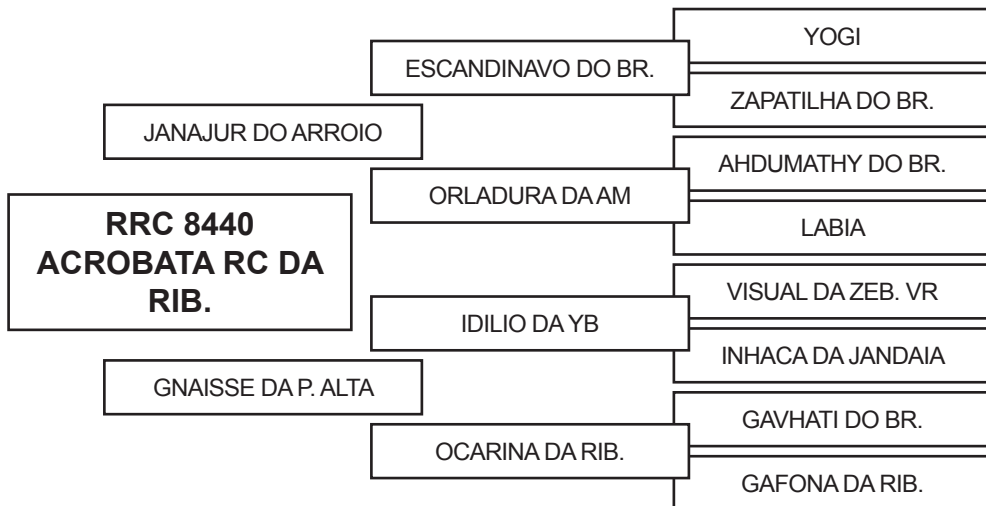 YOGI
ESCANDINAVO DO BR.
ZAPATILHA DO BR.
JANAJUR DO ARROIO
AHDUMATHY DO BR.
ORLADURA DA AM
LABIA
RRC 8440
ACROBATA RC DA
RIB.
VISUAL DA ZEB. VR
IDILIO DA YB
INHACA DA JANDAIA
GNAISSE DA P. ALTA
GAVHATI DO BR.
OCARINA DA RIB.
GAFONA DA RIB.